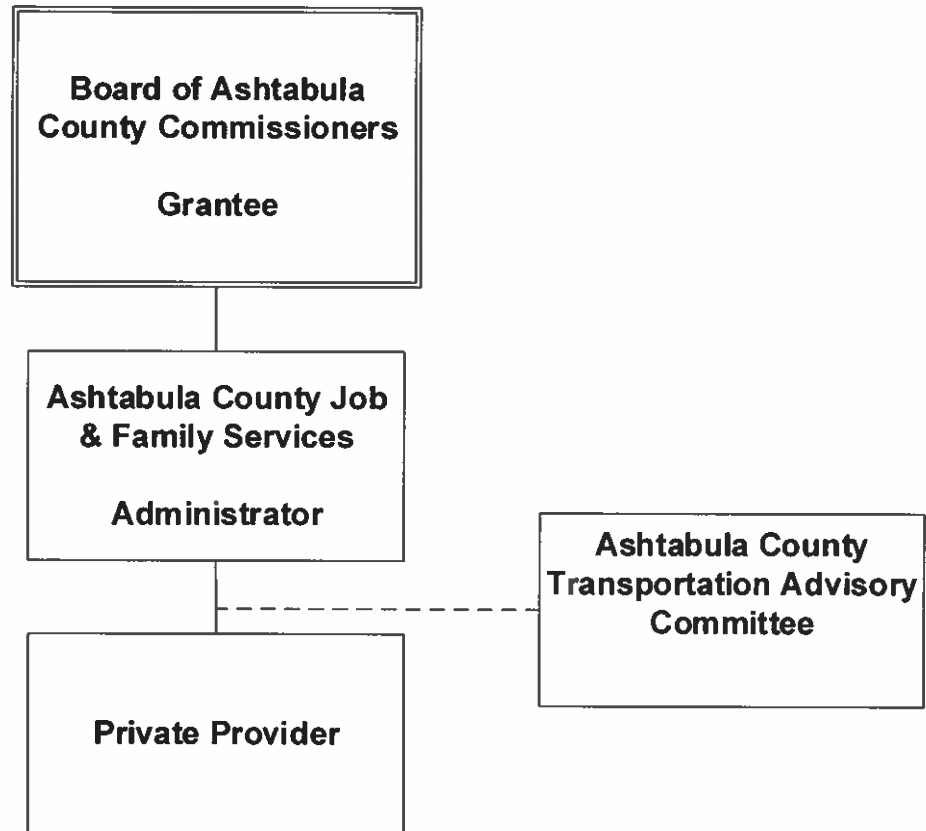 Board of Ashtabula
County Commissioners
Grantee
Ashtabula County Job
& Family Services
Administrator
Ashtabula County
Transportation Advisory
Committee
Private Provider